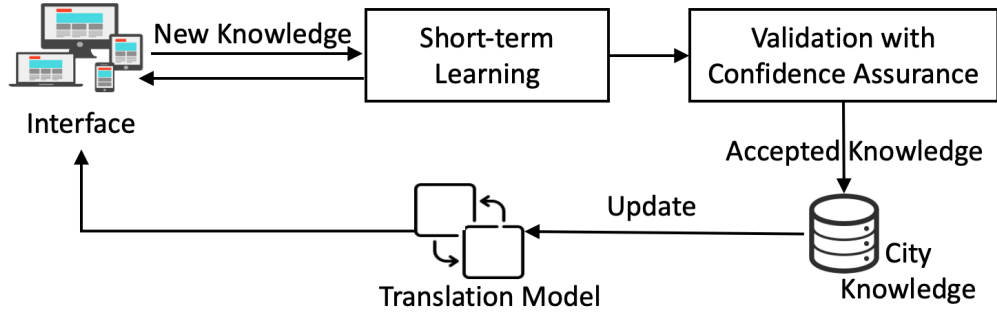 New Knowledge
Short-term
Learning
Validation with
Confidence Assurance
Interface
Accepted Knowledge
Update
City
Knowledge
Translation Model